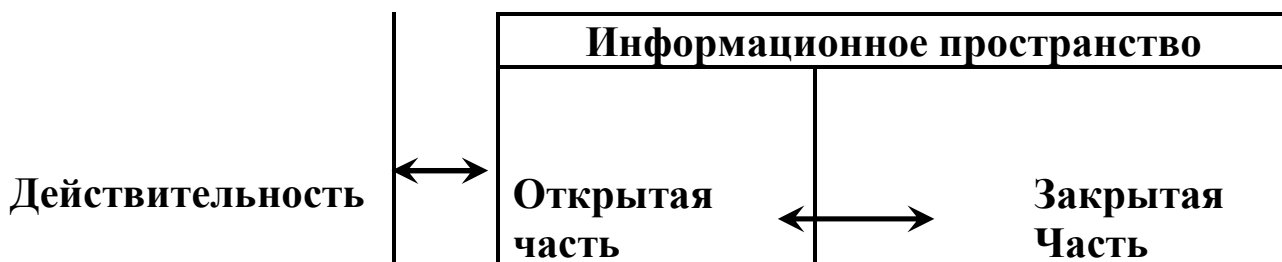 Информационное пространство
Действительность
Открытая
часть
Закрытая
Часть